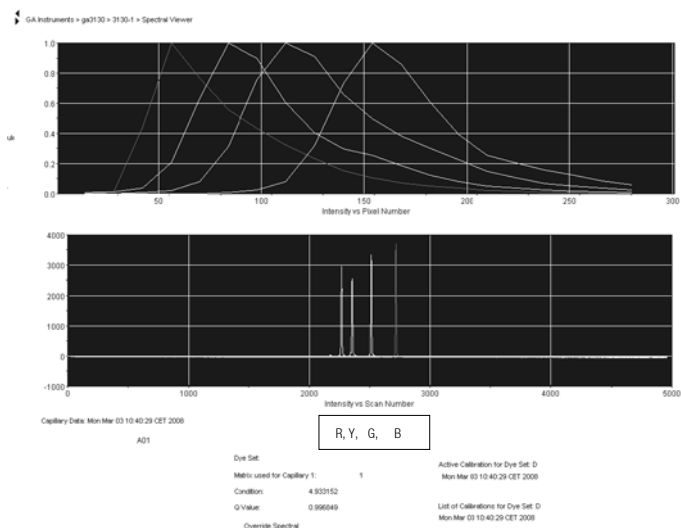 GA Instruments > ga3130 > 3130-1 > Spectral Viewer
1.0
0.8
0.6
0.4
0.2
0.0
50
100
150
200
250
300
Intensity vs Pixel Number
4000
3000
2000
1000
0
-1000
0
1000
2000
3000
4000
5000
Intensity vs Scan Number
Capillary Data: Mon Mar 03 10:40:29 CET 2008
A01
R, Y, G, B
Dye Set:
Matrix used for Capillary 1: 1
Condition: 4.933152
Q Value: 0.996849
Override Spectral
Active Calibration for Dye Set: D
Mon Mar 03 10:40:29 CET 2008
List of Calibrations for Dye Set: D
Mon Mar 03 10:40:29 CET 2008